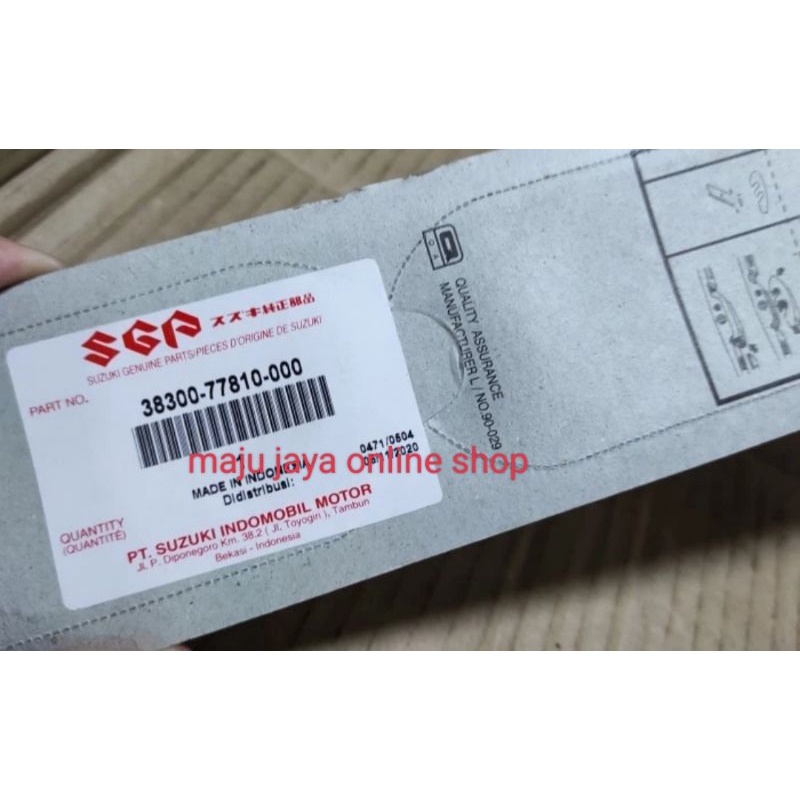 SGP スズキ純正部品
SUZUKI GENUINE PARTS/PIECES D'ORIGINE DE SUZUKI
PART NO.
38300-77810-000
MADE IN INDONESIA
Didistribusi:
0471/0504
/2020
QUANTITY
(QUANTITÉ)
PT. SUZUKI INDOMOBIL MOTOR
JL. P. Diponegoro Km. 38.2 ( Jl. Toyogiri ), Tambun
Bekasi - Indonesia
QUALITY ASSURANCE
MANUFACTURER L / NO.90-029
maju jaya online shop